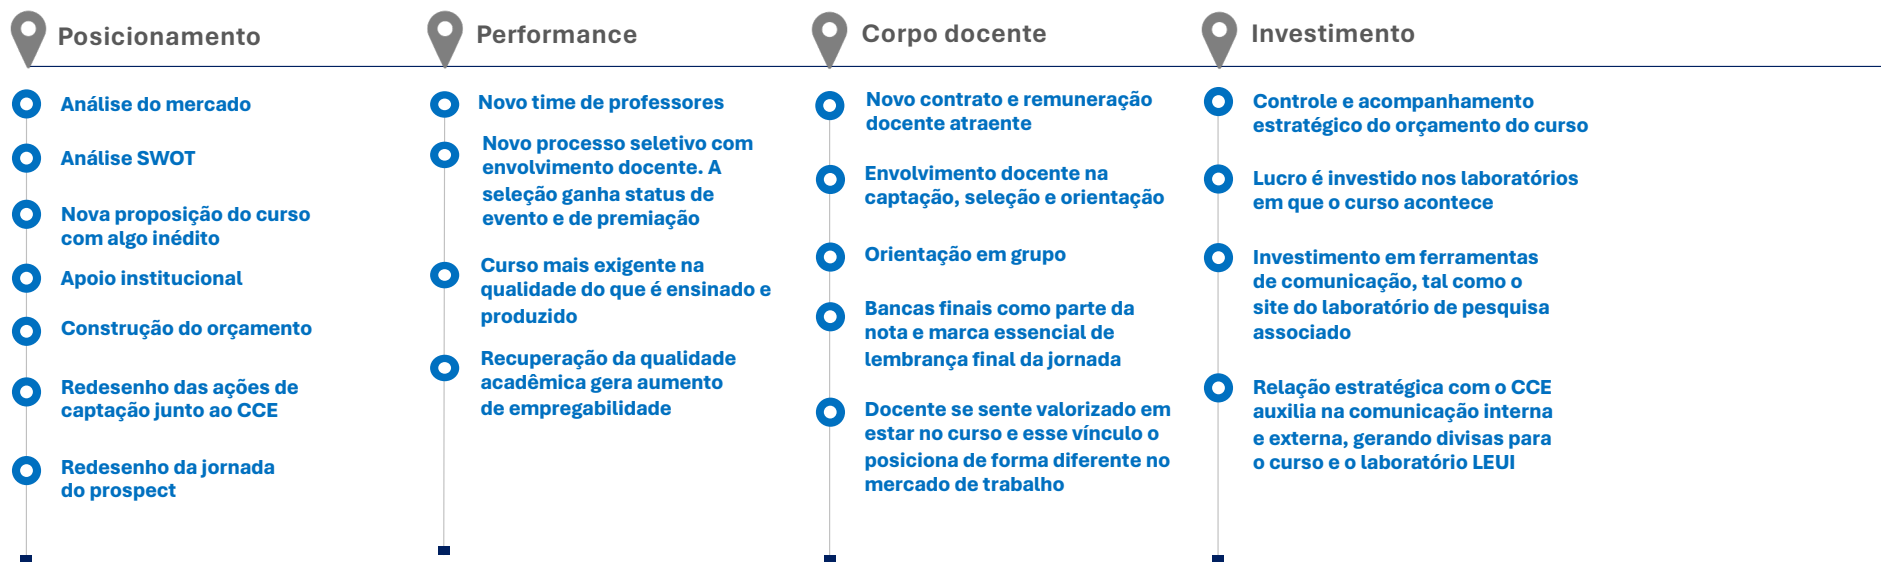 Posicionamento
Análise do mercado
Análise SWOT
Nova proposição do curso
com algo inédito
Apoio institucional
Construção do orçamento
Redesenho das ações de
captação junto ao CCE
Redesenho da jornada
do prospect
Performance
Novo time de professores
Novo processo seletivo com
envolvimento docente. A
seleção ganha status de
evento e de premiação
Curso mais exigente na
qualidade do que é ensinado e
produzido
Recuperação da qualidade
acadêmica gera aumento
de empregabilidade
Corpo docente
Novo contrato e remuneração
docente atraente
Envolvimento docente na
captação, seleção e orientação
Orientação em grupo
Bancas finais como parte da
nota e marca essencial de
lembrança final da jornada
Docente se sente valorizado em
estar no curso e esse vínculo o
posiciona de forma diferente no
mercado de trabalho
Investimento
Controle e acompanhamento
estratégico do orçamento do curso
Lucro é investido nos laboratórios
em que o curso acontece
Investimento em ferramentas
de comunicação, tal como o
site do laboratório de pesquisa
associado
Relação estratégica com o CCE
auxilia na comunicação interna
e externa, gerando divisas para
o curso e o laboratório LEUI